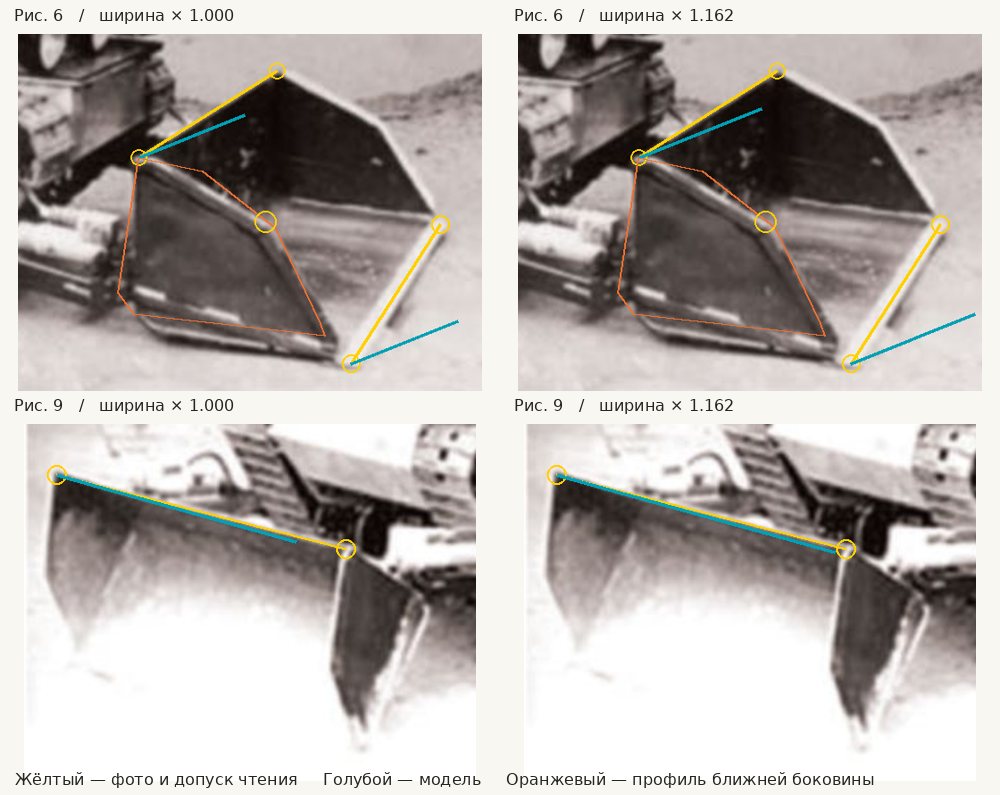 Рис. 6 / ширина × 1.000
Рис. 6 / ширина × 1.162
Рис. 9 / ширина × 1.000
Рис. 9 / ширина × 1.162
Жёлтый — фото и допуск чтения Голубой — модель Оранжевый — профиль ближней боковины